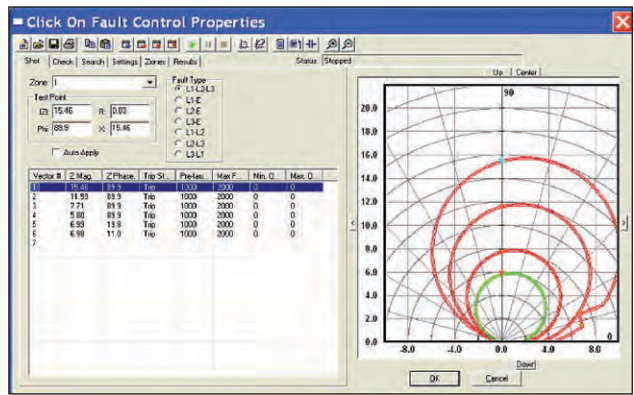 Click On Fault Control Properties
Shot Check Search Settings Zones Results Status: Stopped
Up Center
Zone: 1
Fault Type
L1-L2-L3
L1-E
L2-E
L3-E
L1-L2
L2-L3
L3-L1
Test Point
|Z|: 15.46 R: 0.03
Phi: 89.9 X: 15.46
Auto Apply
Vector # Z Mag. Z Phase. Trip St... Pre-fau... Max F... Min. O... Max. O...
1 15.46 89.9 Trip 1000 2000 0 0
2 11.59 89.9 Trip 1000 2000 0 0
3 7.71 89.9 Trip 1000 2000 0 0
4 5.80 89.9 Trip 1000 2000 0 0
5 6.99 19.8 Trip 1000 2000 0 0
6 6.98 11.0 Trip 1000 2000 0 0
7
90
20.0
18.0
16.0
14.0
12.0
10.0
8.0
6.0
4.0
2.0
0.0
0
-8.0 -4.0 0.0 4.0 8.0
< >
Down
OK Cancel